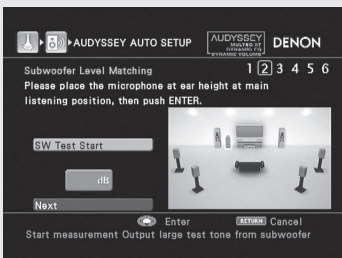 AUDYSSEY AUTO SETUP
AUDYSSEY
MULTEQ XT
DYNAMIC EQ
DYNAMIC VOLUME
DENON
Subwoofer Level Matching
1 2 3 4 5 6
Please place the microphone at ear height at main
listening position, then push ENTER.
SW Test Start
dB
Next
Enter
RETURN Cancel
Start measurement Output large test tone from subwoofer